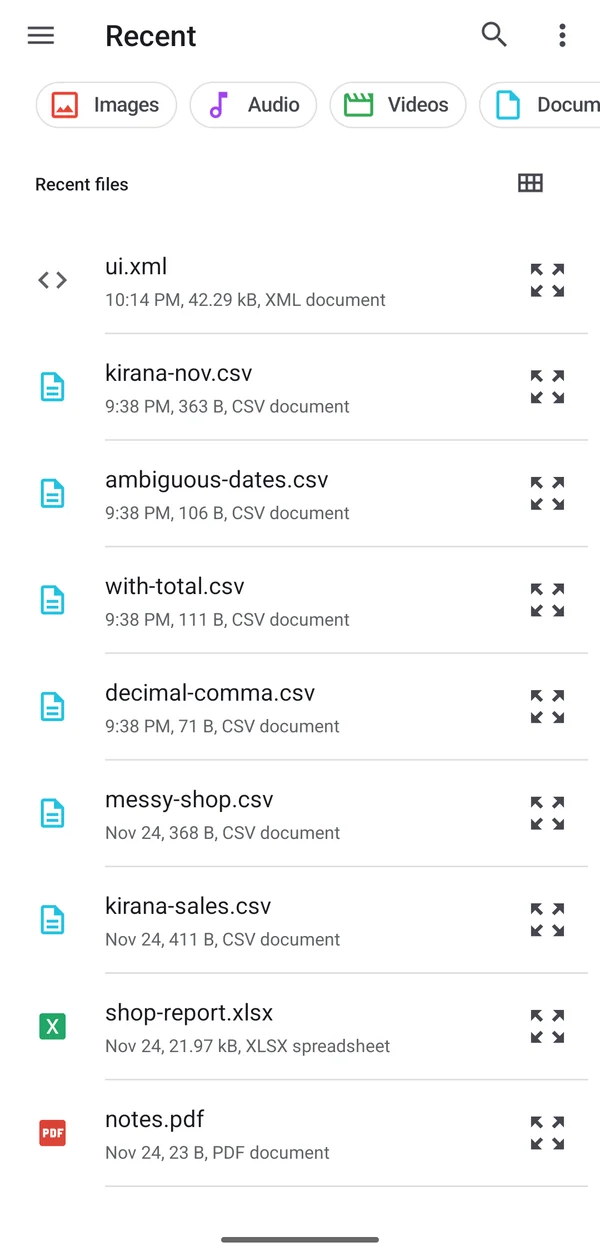 Recent
Images
Audio
Videos
Docum
Recent files
ui.xml
10:14 PM, 42.29 kB, XML document
kirana-nov.csv
9:38 PM, 363 B, CSV document
ambiguous-dates.csv
9:38 PM, 106 B, CSV document
with-total.csv
9:38 PM, 111 B, CSV document
decimal-comma.csv
9:38 PM, 71 B, CSV document
messy-shop.csv
Nov 24, 368 B, CSV document
kirana-sales.csv
Nov 24, 411 B, CSV document
X
shop-report.xlsx
Nov 24, 21.97 kB, XLSX spreadsheet
PDF
notes.pdf
Nov 24, 23 B, PDF document